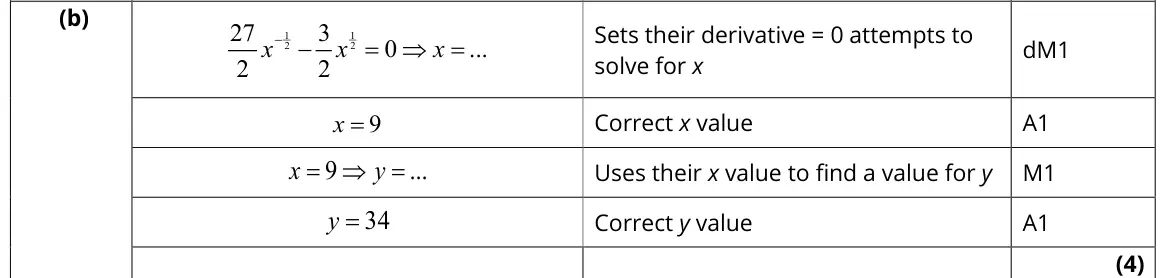 (b)
27/2 x^{-1/2} − 3/2 x^{1/2} = 0 ⇒ x = ...
Sets their derivative = 0 attempts to
solve for x
dM1
x = 9
Correct x value
A1
x = 9 ⇒ y = ...
Uses their x value to find a value for y
M1
y = 34
Correct y value
A1
(4)